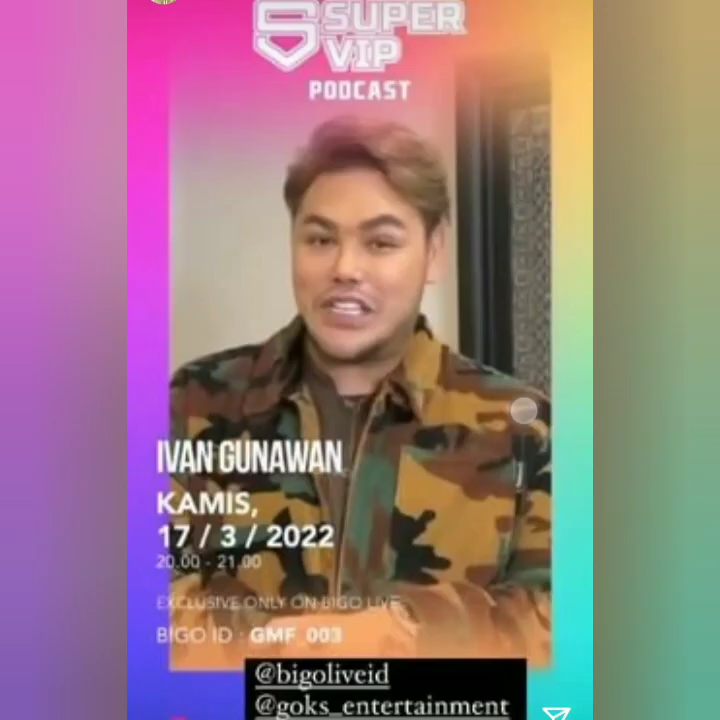 SUPER
VIP
PODCAST
IVAN GUNAWAN
KAMIS,
17 / 3 / 2022
20.00 - 21.00
EXCLUSIVE ONLY ON BIGO LIVE
BIGO ID : GMF_003
@bigoliveid
@goks_entertainment